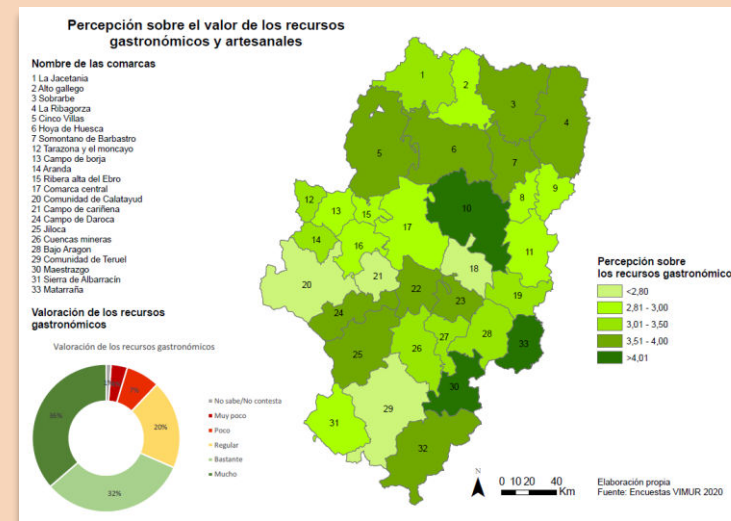 Percepción sobre el valor de los recursos
gastronómicos y artesanales
Nombre de las comarcas
1 La Jacetania
2 Alto gallego
3 Sobrarbe
4 La Ribagorza
5 Cinco Villas
6 Hoya de Huesca
7 Somontano de Barbastro
12 Tarazona y el moncayo
13 Campo de borja
14 Aranda
15 Ribera alta del Ebro
17 Comarca central
20 Comunidad de Calatayud
21 Campo de cariñena
24 Campo de Daroca
25 Jiloca
26 Cuencas mineras
28 Bajo Aragon
29 Comunidad de Teruel
30 Maestrazgo
31 Sierra de Albarracín
33 Matarraña
1
2
3
4
5
6
7
8
9
10
11
12
13
14
15
16
17
18
19
20
21
22
23
24
25
26
27
28
29
30
31
32
33
Percepción sobre
los recursos gastronómico
<2,80
2,81 - 3,00
3,01 - 3,50
3,51 - 4,00
>4,01
Valoración de los recursos
gastronómicos
Valoración de los recursos gastronómicos
7%
20%
32%
36%
No sabe/No contesta
Muy poco
Poco
Regular
Bastante
Mucho
N
0 10 20 40
Km
Elaboración propia
Fuente: Encuestas VIMUR 2020